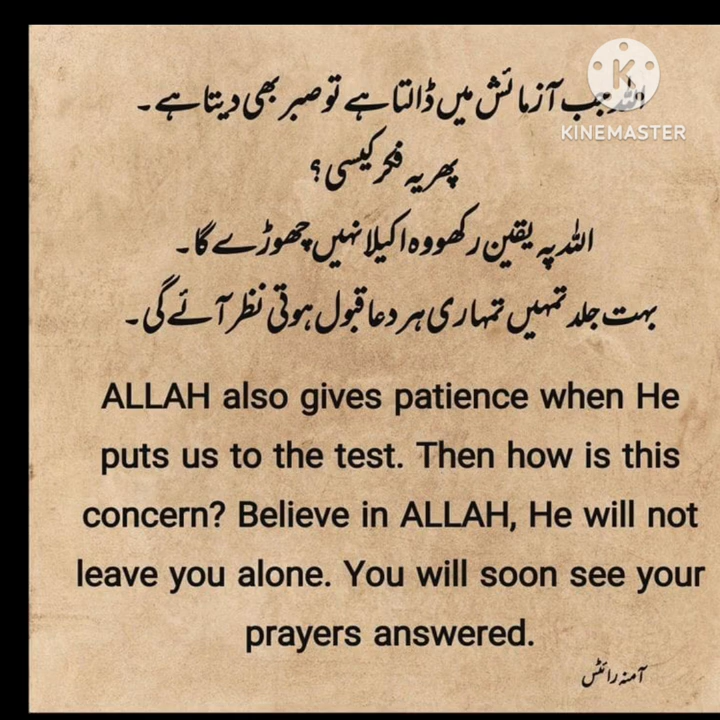 اللہ جب آزمائش میں ڈالتا ہے تو صبر بھی دیتا ہے ۔
KINEMASTER
پھر یہ فکر کیسی؟
اللہ پہ یقین رکھو وہ اکیلا نہیں چھوڑے گا ۔
بہت جلد تمہیں تمہاری ہر دعا قبول ہوتی نظر آئے گی ۔
ALLAH also gives patience when He
puts us to the test. Then how is this
concern? Believe in ALLAH, He will not
leave you alone. You will soon see your
prayers answered.
آمنہ رائٹس